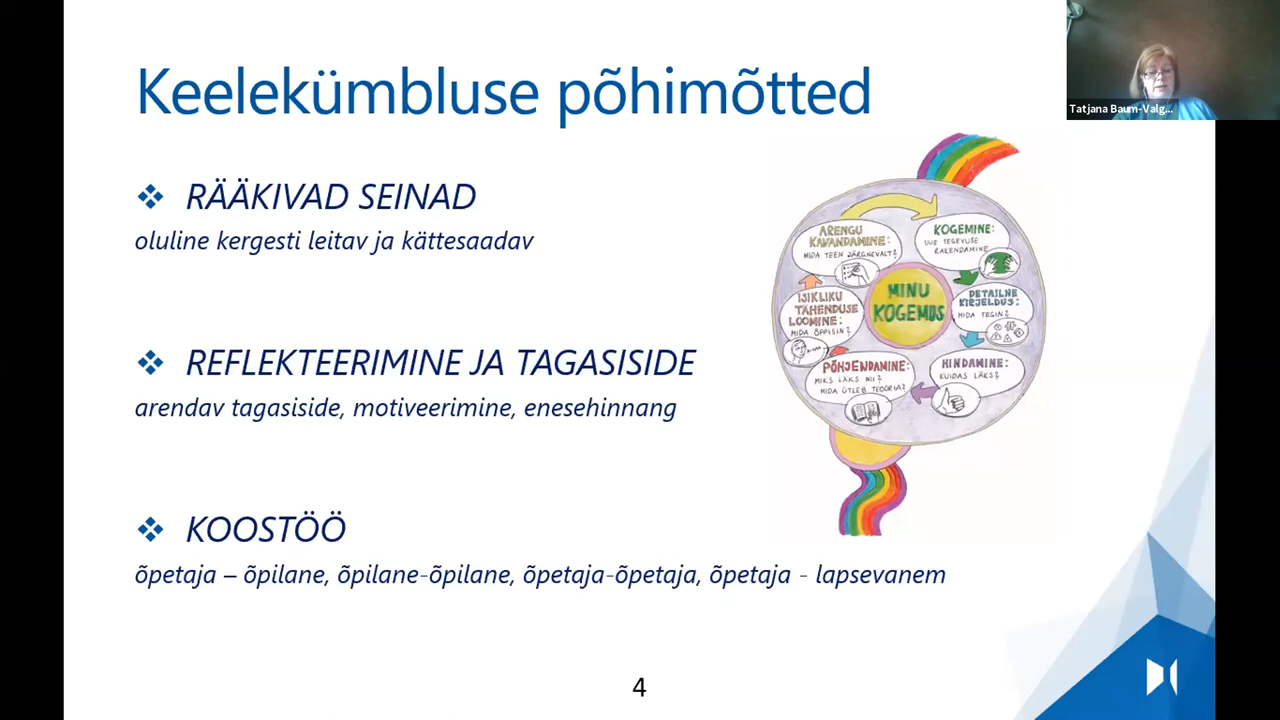 Keelekümbluse põhimõtted
Tatjana Baum-Valg...
❖ RÄÄKIVAD SEINAD
oluline kergesti leitav ja kättesaadav
❖ REFLEKTEERIMINE JA TAGASISIDE
arendav tagasiside, motiveerimine, enesehinnang
❖ KOOSTÖÖ
õpetaja – õpilane, õpilane-õpilane, õpetaja-õpetaja, õpetaja - lapsevanem
MINU
KOGEMUS
KOGEMINE:
UUE TEGEVUSE
RAKENDAMINE
DETAILNE
KIRJELDUS:
MIDA TEGIN?
HINDAMINE:
KUIDAS LÄKS?
PÕHJENDAMINE:
MIKS LÄKS NII?
MIDA ÜTLEB TEOORIA?
ISIKLIKU
TÄHENDUSE
LOOMINE:
MIDA ÕPPISIN?
ARENGU
KAVANDAMINE:
MIDA TEEN JÄRGNEVALT?
4